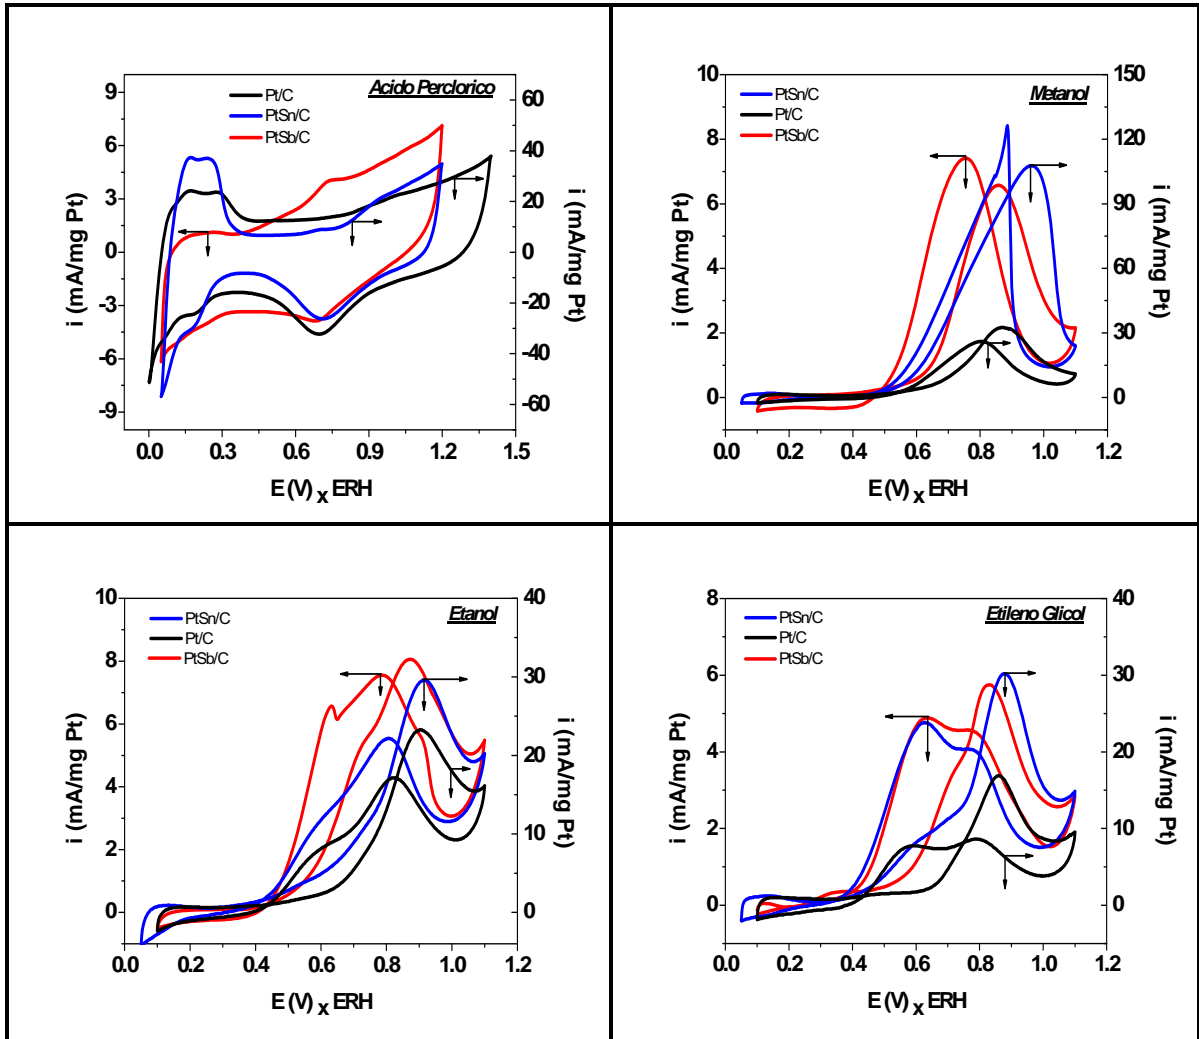 Acido Perclorico
Pt/C
PtSn/C
PtSb/C
i (mA/mg Pt)
9
6
3
0
-3
-6
-9
60
40
20
0
-20
-40
-60
i (mA/mg Pt)
0.0 0.3 0.6 0.9 1.2 1.5
E (V) x ERH
Metanol
PtSn/C
Pt/C
PtSb/C
i (mA/mg Pt)
10
8
6
4
2
0
150
120
90
60
30
0
i (mA/mg Pt)
0.0 0.2 0.4 0.6 0.8 1.0 1.2
E (V) x ERH
Etanol
PtSn/C
Pt/C
PtSb/C
i (mA/mg Pt)
10
8
6
4
2
0
40
30
20
10
0
i (mA/mg Pt)
0.0 0.2 0.4 0.6 0.8 1.0 1.2
E (V) x ERH
Etileno Glicol
PtSn/C
Pt/C
PtSb/C
i (mA/mg Pt)
8
6
4
2
0
40
30
20
10
0
i (mA/mg Pt)
0.0 0.2 0.4 0.6 0.8 1.0 1.2
E (V) x ERH